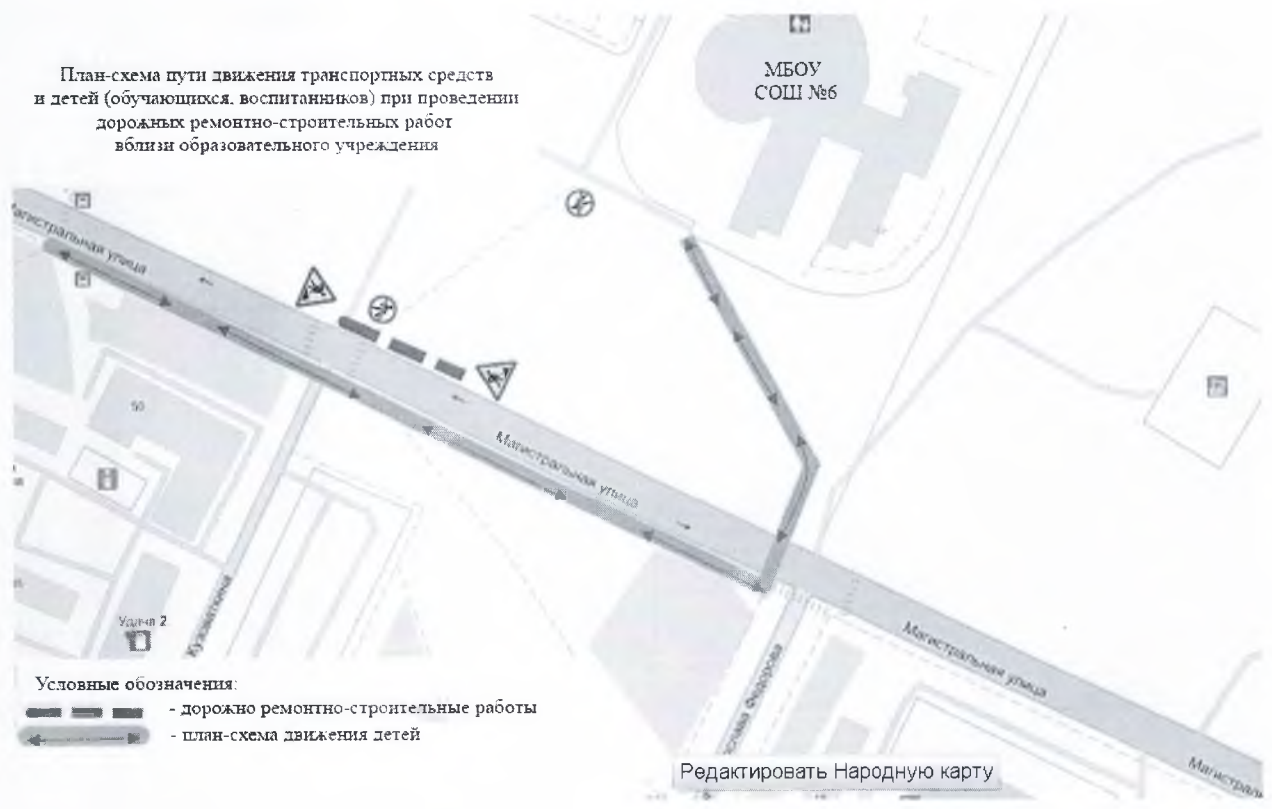 План-схема пути движения транспортных средств
и детей (обучающихся, воспитанников) при проведении
дорожных ремонтно-строительных работ
вблизи образовательного учреждения
МБОУ
СОШ №6
Магистральная улица
50
Магистральная улица
Удача 2
Магистральная улица
Федорова
Условные обозначения:
- дорожно ремонтно-строительные работы
- план-схема движения детей
Редактировать Народную карту